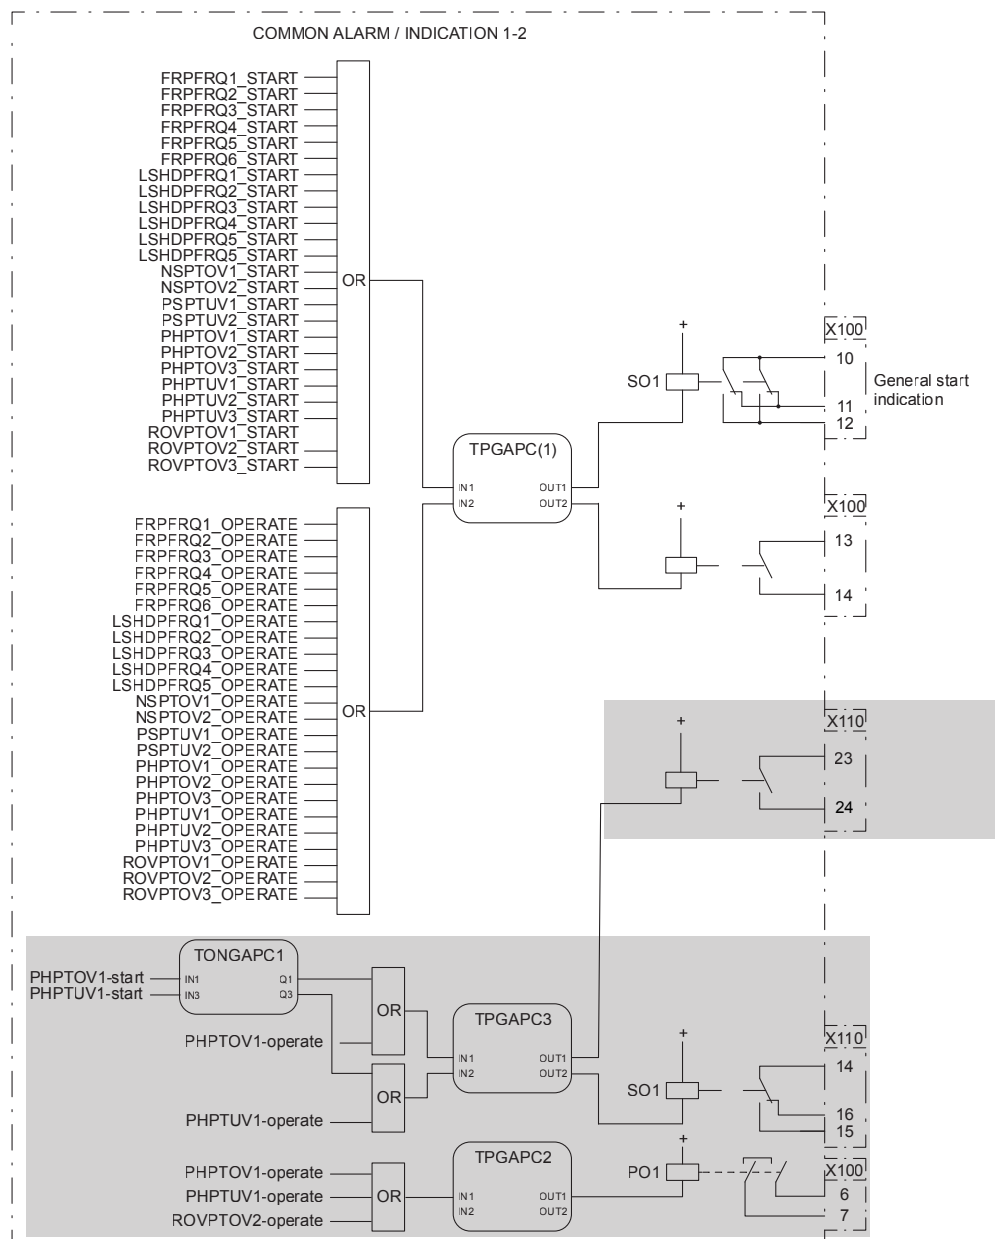 COMMON ALARM / INDICATION 1-2
FRPFRQ1_START
FRPFRQ2_START
FRPFRQ3_START
FRPFRQ4_START
FRPFRQ5_START
FRPFRQ6_START
LSHDPFRQ1_START
LSHDPFRQ2_START
LSHDPFRQ3_START
LSHDPFRQ4_START
LSHDPFRQ5_START
LSHDPFRQ5_START
NSPTOV1_START
NSPTOV2_START
PSPTUV1_START
PSPTUV2_START
PHPTOV1_START
PHPTOV2_START
PHPTOV3_START
PHPTUV1_START
PHPTUV2_START
PHPTUV3_START
ROVPTOV1_START
ROVPTOV2_START
ROVPTOV3_START
OR
FRPFRQ1_OPERATE
FRPFRQ2_OPERATE
FRPFRQ3_OPERATE
FRPFRQ4_OPERATE
FRPFRQ5_OPERATE
FRPFRQ6_OPERATE
LSHDPFRQ1_OPERATE
LSHDPFRQ2_OPERATE
LSHDPFRQ3_OPERATE
LSHDPFRQ4_OPERATE
LSHDPFRQ5_OPERATE
NSPTOV1_OPERATE
NSPTOV2_OPERATE
PSPTUV1_OPERATE
PSPTUV2_OPERATE
PHPTOV1_OPERATE
PHPTOV2_OPERATE
PHPTOV3_OPERATE
PHPTUV1_OPERATE
PHPTUV2_OPERATE
PHPTUV3_OPERATE
ROVPTOV1_OPERATE
ROVPTOV2_OPERATE
ROVPTOV3_OPERATE
OR
TPGAPC(1)
IN1 OUT1
IN2 OUT2
+
SO1
X100
10
11
12
General start
indication
+
X100
13
14
+
X110
23
24
TONGAPC1
PHPTOV1-start IN1 Q1
PHPTUV1-start IN3 Q3
OR
PHPTOV1-operate
OR
PHPTUV1-operate
TPGAPC3
IN1 OUT1
IN2 OUT2
+
SO1
X110
14
16
15
PHPTOV1-operate
PHPTUV1-operate
ROVPTOV2-operate
OR
TPGAPC2
IN1 OUT1
IN2 OUT2
+
PO1
X100
6
7